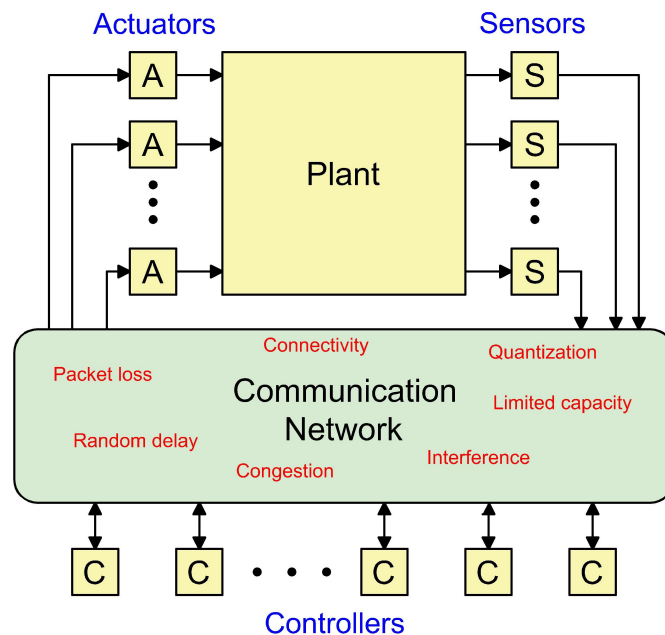 Actuators
Sensors
A
S
A
Plant
S
A
S
Connectivity
Quantization
Packet loss
Communication
Network
Limited capacity
Random delay
Interference
Congestion
C
C
C
C
C
Controllers